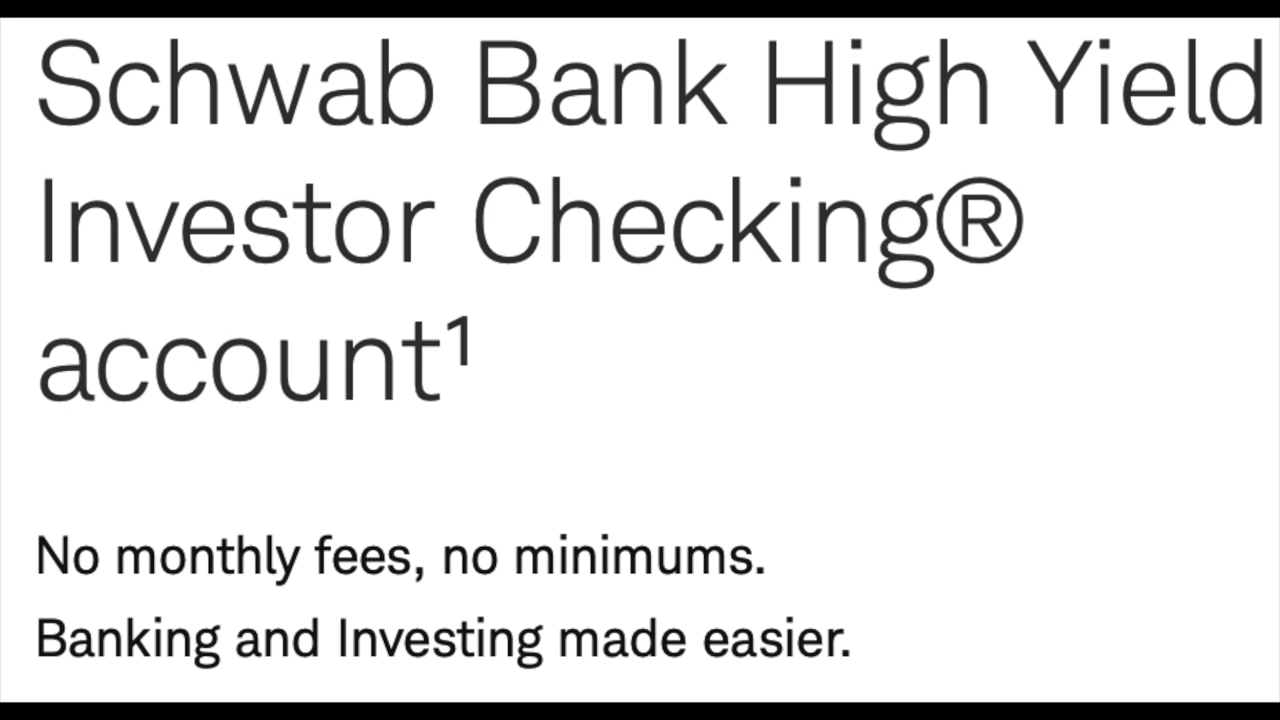 Schwab Bank High Yield
Investor Checking®
account¹
No monthly fees, no minimums.
Banking and Investing made easier.